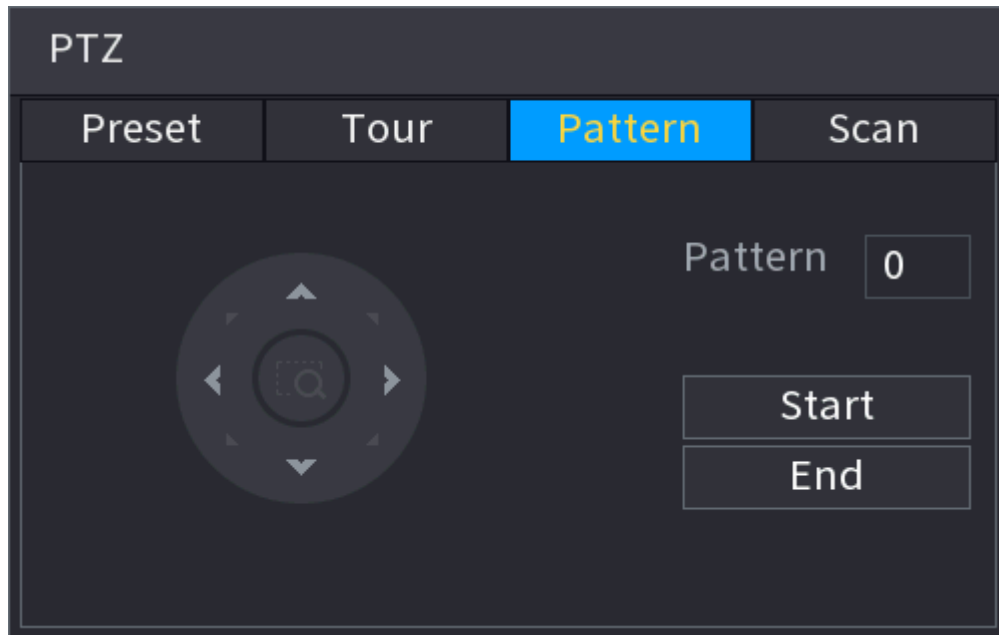 PTZ
Preset Tour Pattern Scan
Pattern 0
Start
End